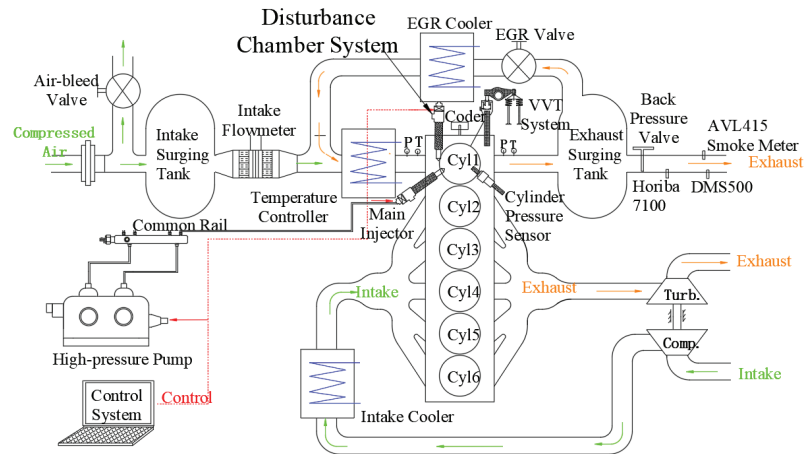 Disturbance
Chamber System
EGR Cooler
EGR Valve
Air-bleed
Valve
Intake
Flowmeter
Coder
VVT
System
Back
Pressure
Valve
AVL415
Smoke Meter
Compressed
Air
Intake
Surging
Tank
P T
P T
Exhaust
Surging
Tank
Exhaust
Cyl1
Temperature
Controller
Main
Injector
Cylinder
Pressure
Sensor
Horiba
7100
DMS500
Common Rail
Cyl2
Cyl3
Cyl4
Cyl5
Cyl6
Exhaust
Intake
Exhaust
Turb.
Comp.
Intake
High-pressure Pump
Control
System
Control
Intake Cooler